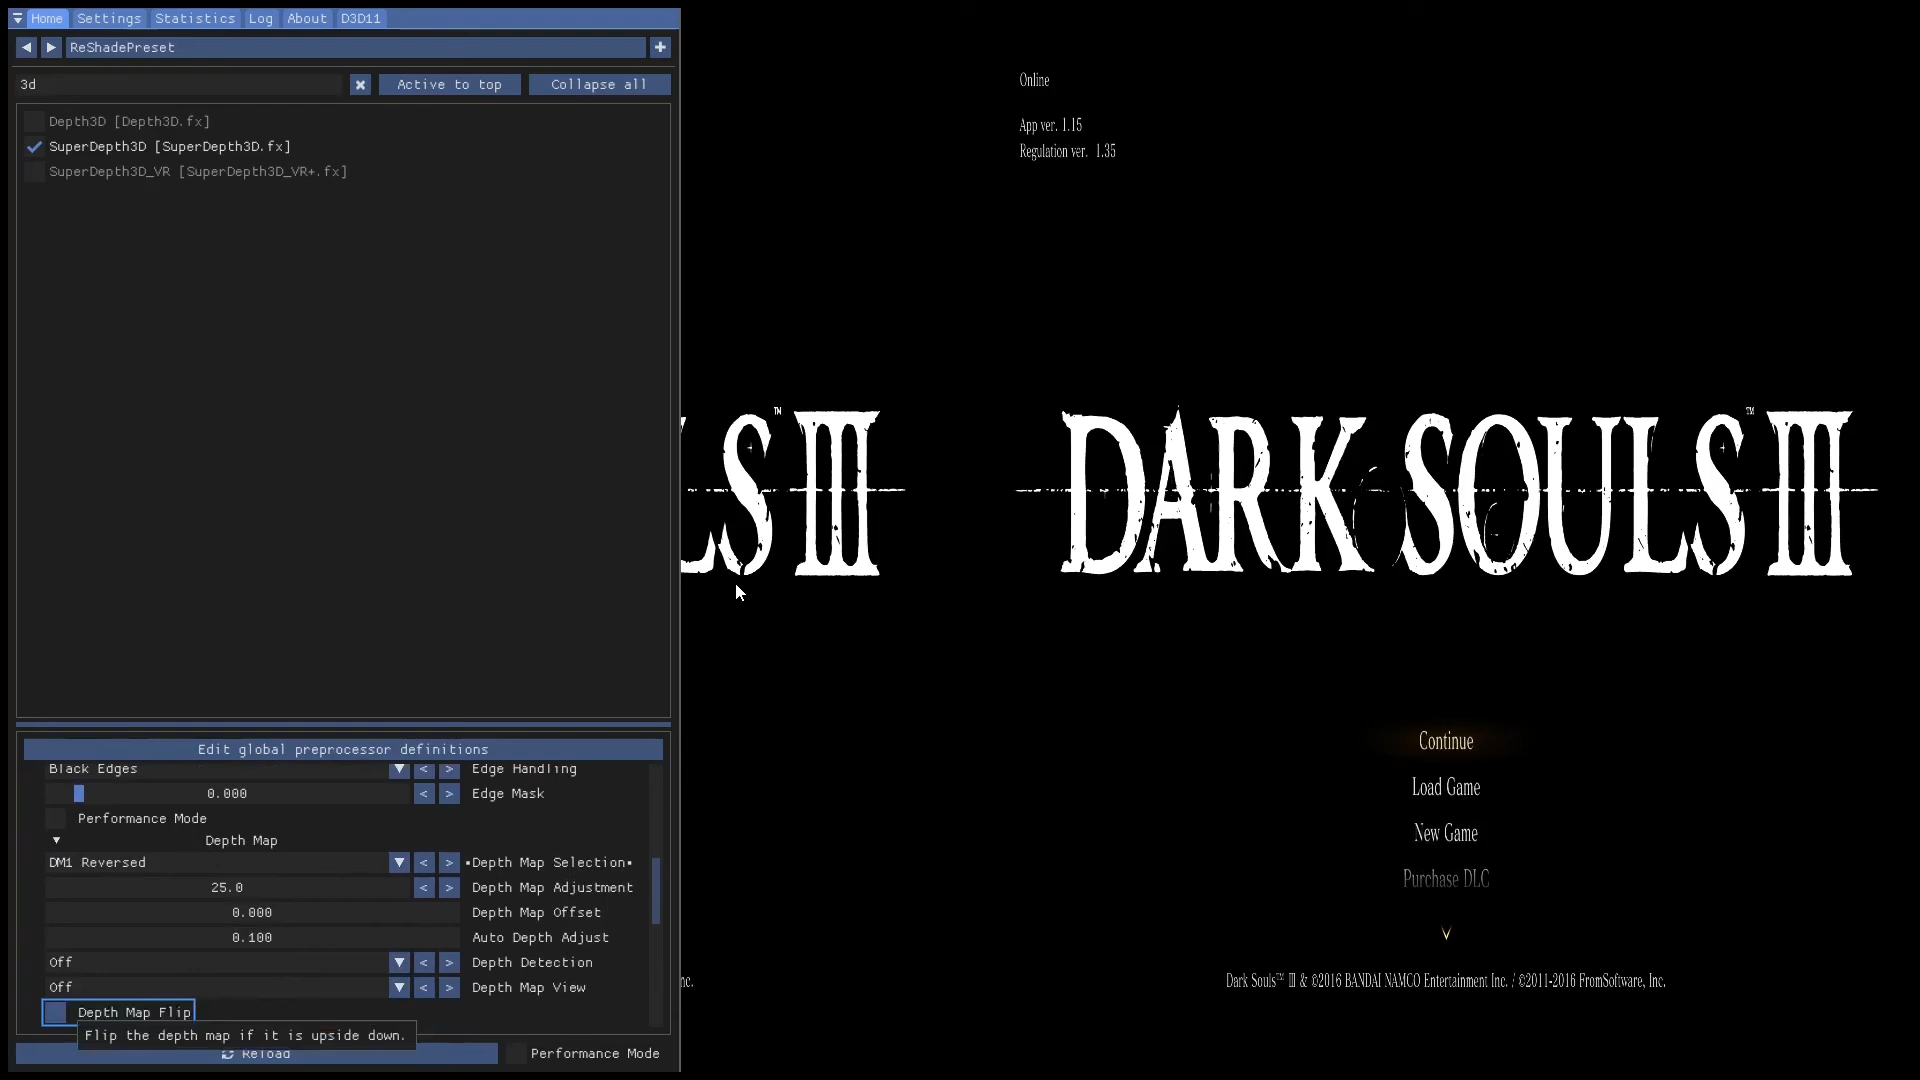 Home Settings Statistics Log About D3D11
ReShadePreset
3d
Active to top
Collapse all
Depth3D [Depth3D.fx]
SuperDepth3D [SuperDepth3D.fx]
SuperDepth3D_VR [SuperDepth3D_VR+.fx]
Edit global preprocessor definitions
Black Edges < > Edge Handling
0.000 < > Edge Mask
Performance Mode
Depth Map
DM1 Reversed < > •Depth Map Selection•
25.0 < > Depth Map Adjustment
0.000 Depth Map Offset
0.100 Auto Depth Adjust
Off < > Depth Detection
Off < > Depth Map View
Depth Map Flip
Flip the depth map if it is upside down.
Reload
Performance Mode
LS™ III
nc.
Online
App ver. 1.15
Regulation ver. 1.35
DARK SOULS™ III
Continue
Load Game
New Game
Purchase DLC
Dark Souls™ III & ©2016 BANDAI NAMCO Entertainment Inc. / ©2011-2016 FromSoftware, Inc.